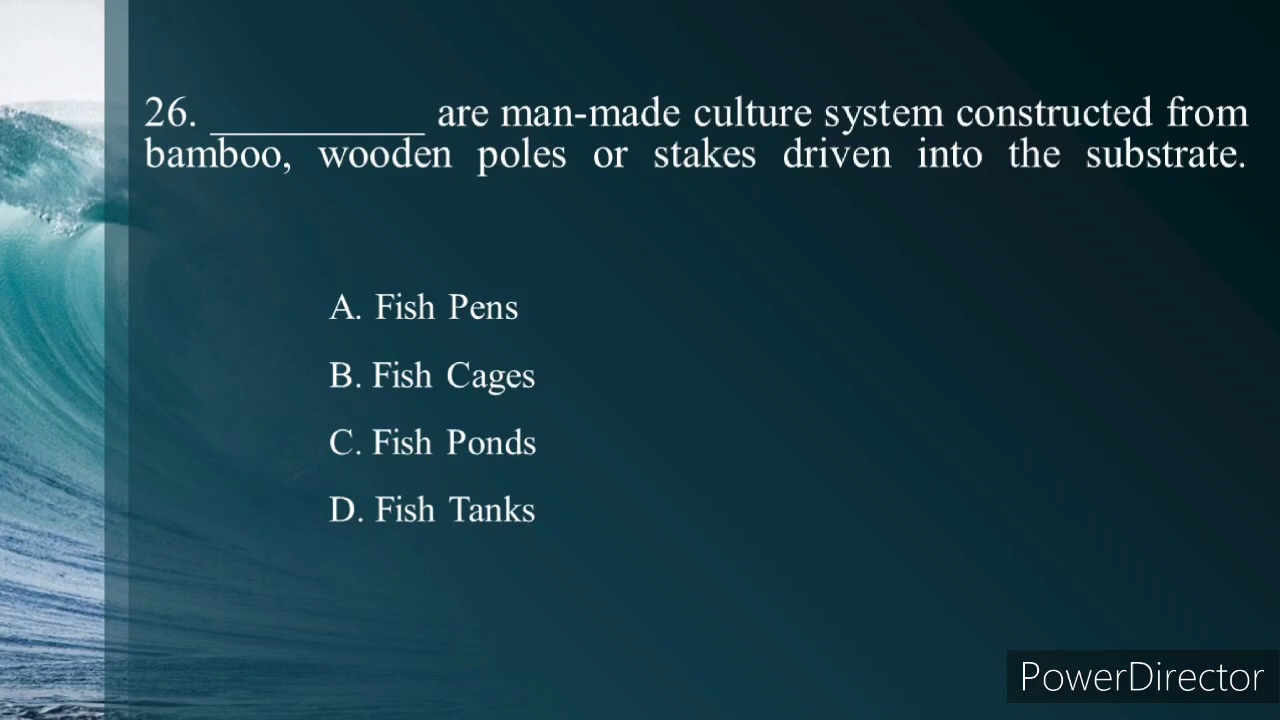 26. __________ are man-made culture system constructed from
bamboo, wooden poles or stakes driven into the substrate.
A. Fish Pens
B. Fish Cages
C. Fish Ponds
D. Fish Tanks
PowerDirector